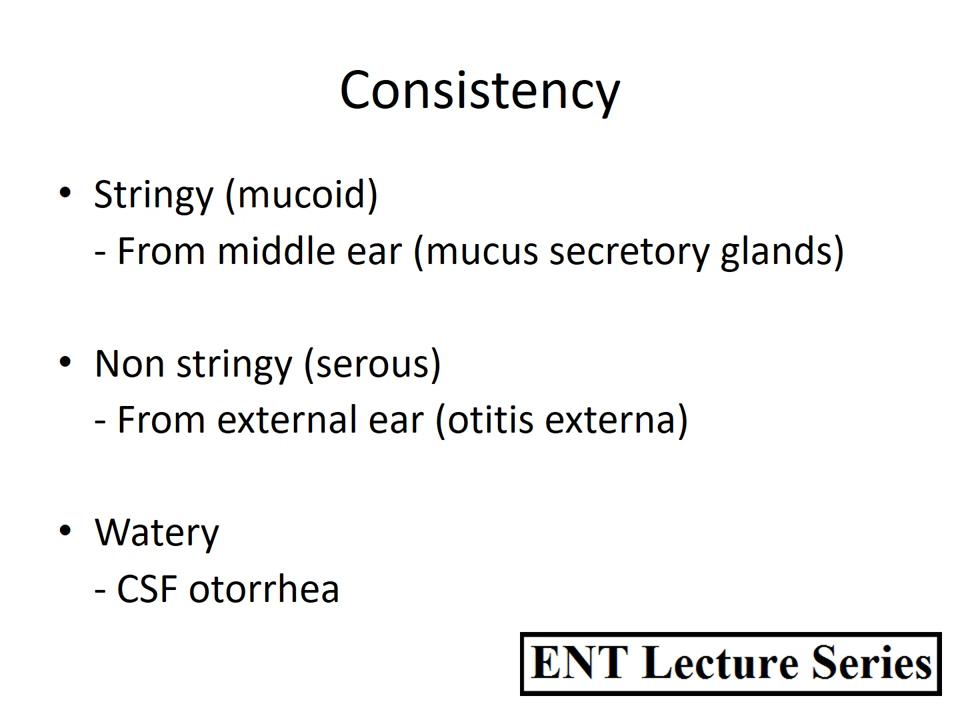 Consistency
• Stringy (mucoid)
- From middle ear (mucus secretory glands)
• Non stringy (serous)
- From external ear (otitis externa)
• Watery
- CSF otorrhea
ENT Lecture Series